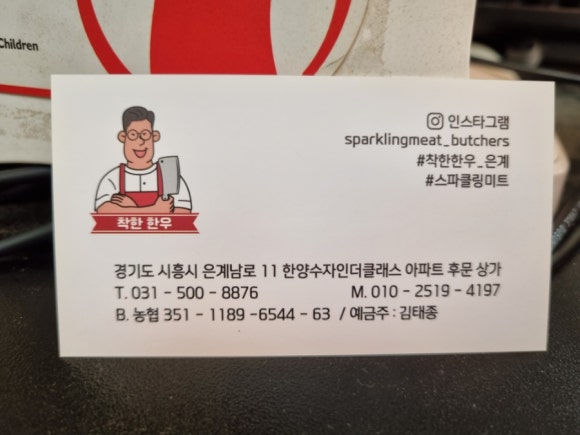 Children
인스타그램
sparklingmeat_butchers
#착한한우_은계
#스파클링미트
착한 한우
경기도 시흥시 은계남로 11 한양수자인더클래스 아파트 후문 상가
T. 031 - 500 - 8876 M. 010 - 2519 - 4197
B. 농협 351 - 1189 -6544 - 63 / 예금주 : 김태종